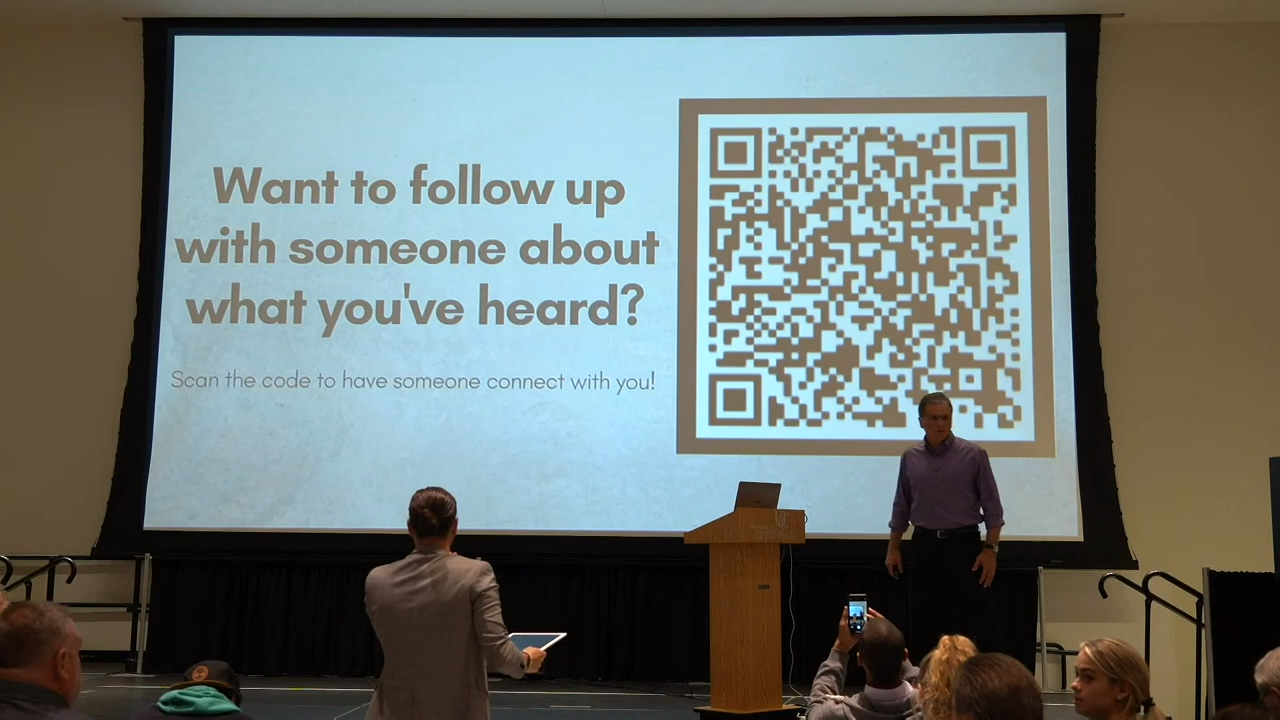 Want to follow up
with someone about
what you've heard?
Scan the code to have someone connect with you!